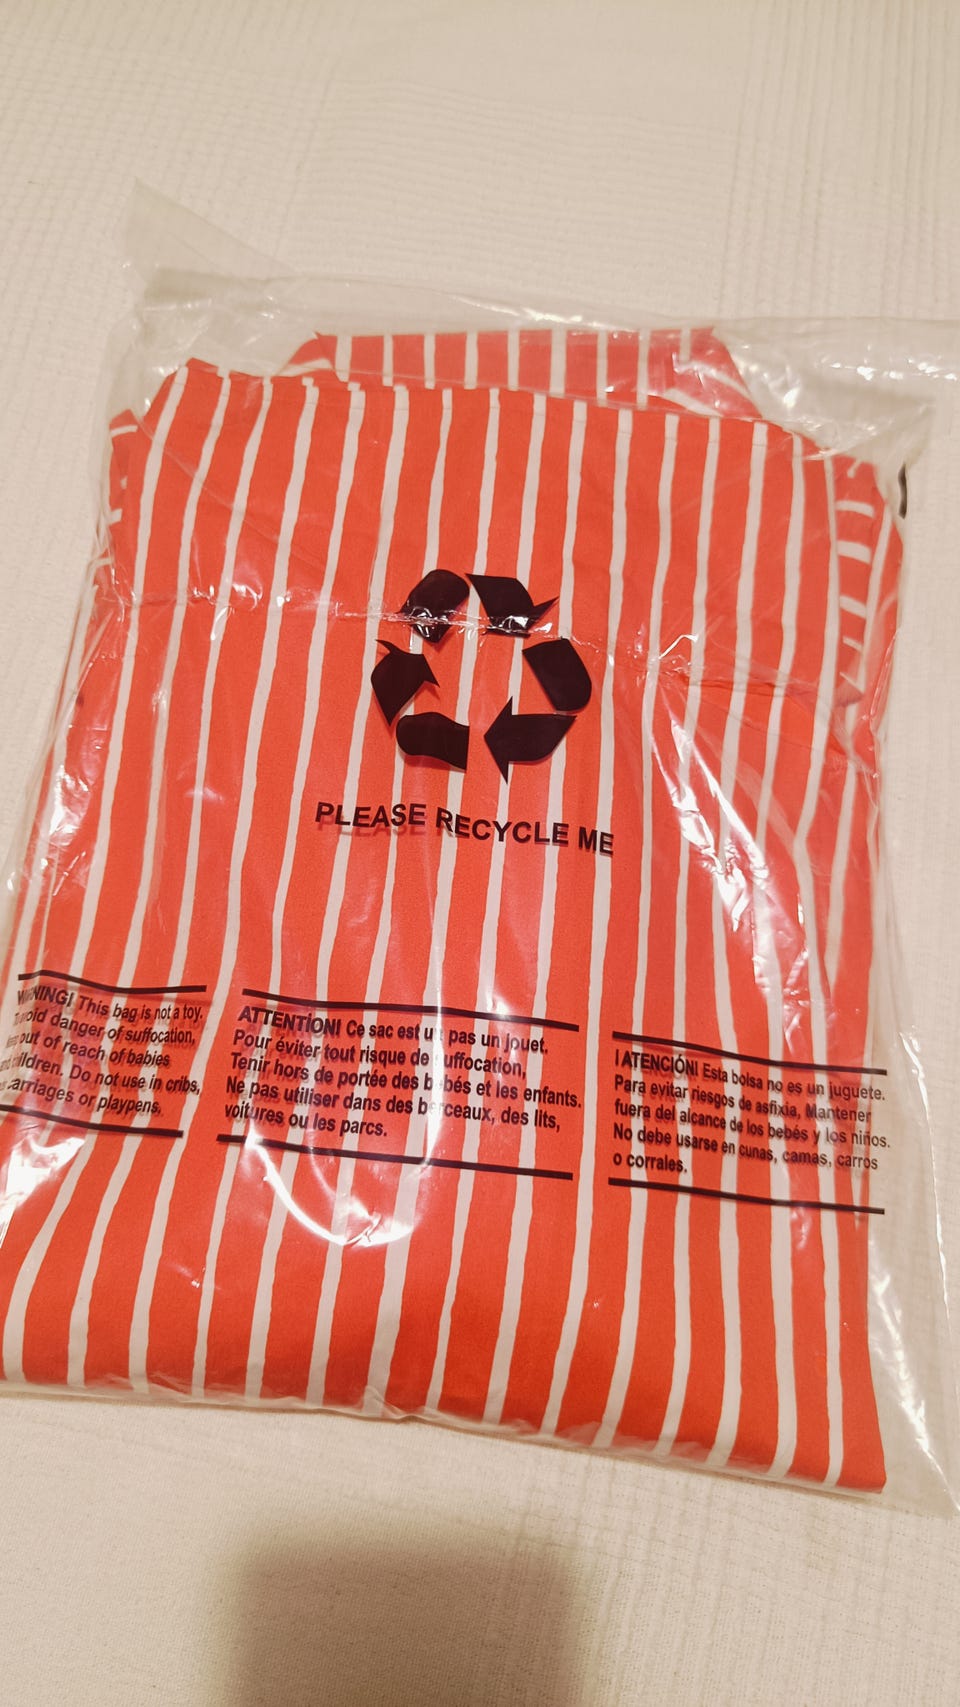 PLEASE RECYCLE ME
WARNING! This bag is not a toy.
To avoid danger of suffocation,
out of reach of babies
and children. Do not use in cribs,
carriages or playpens.
ATTENTION! Ce sac est un pas un jouet.
Pour éviter tout risque de suffocation,
Tenir hors de portée des bébés et les enfants.
Ne pas utiliser dans des berceaux, des lits,
voitures ou les parcs.
¡ATENCIÓN! Esta bolsa no es un juguete.
Para evitar riesgos de asfixia, Mantener
fuera del alcance de los bebés y los niños.
No debe usarse en cunas, camas, carros
o corrales.